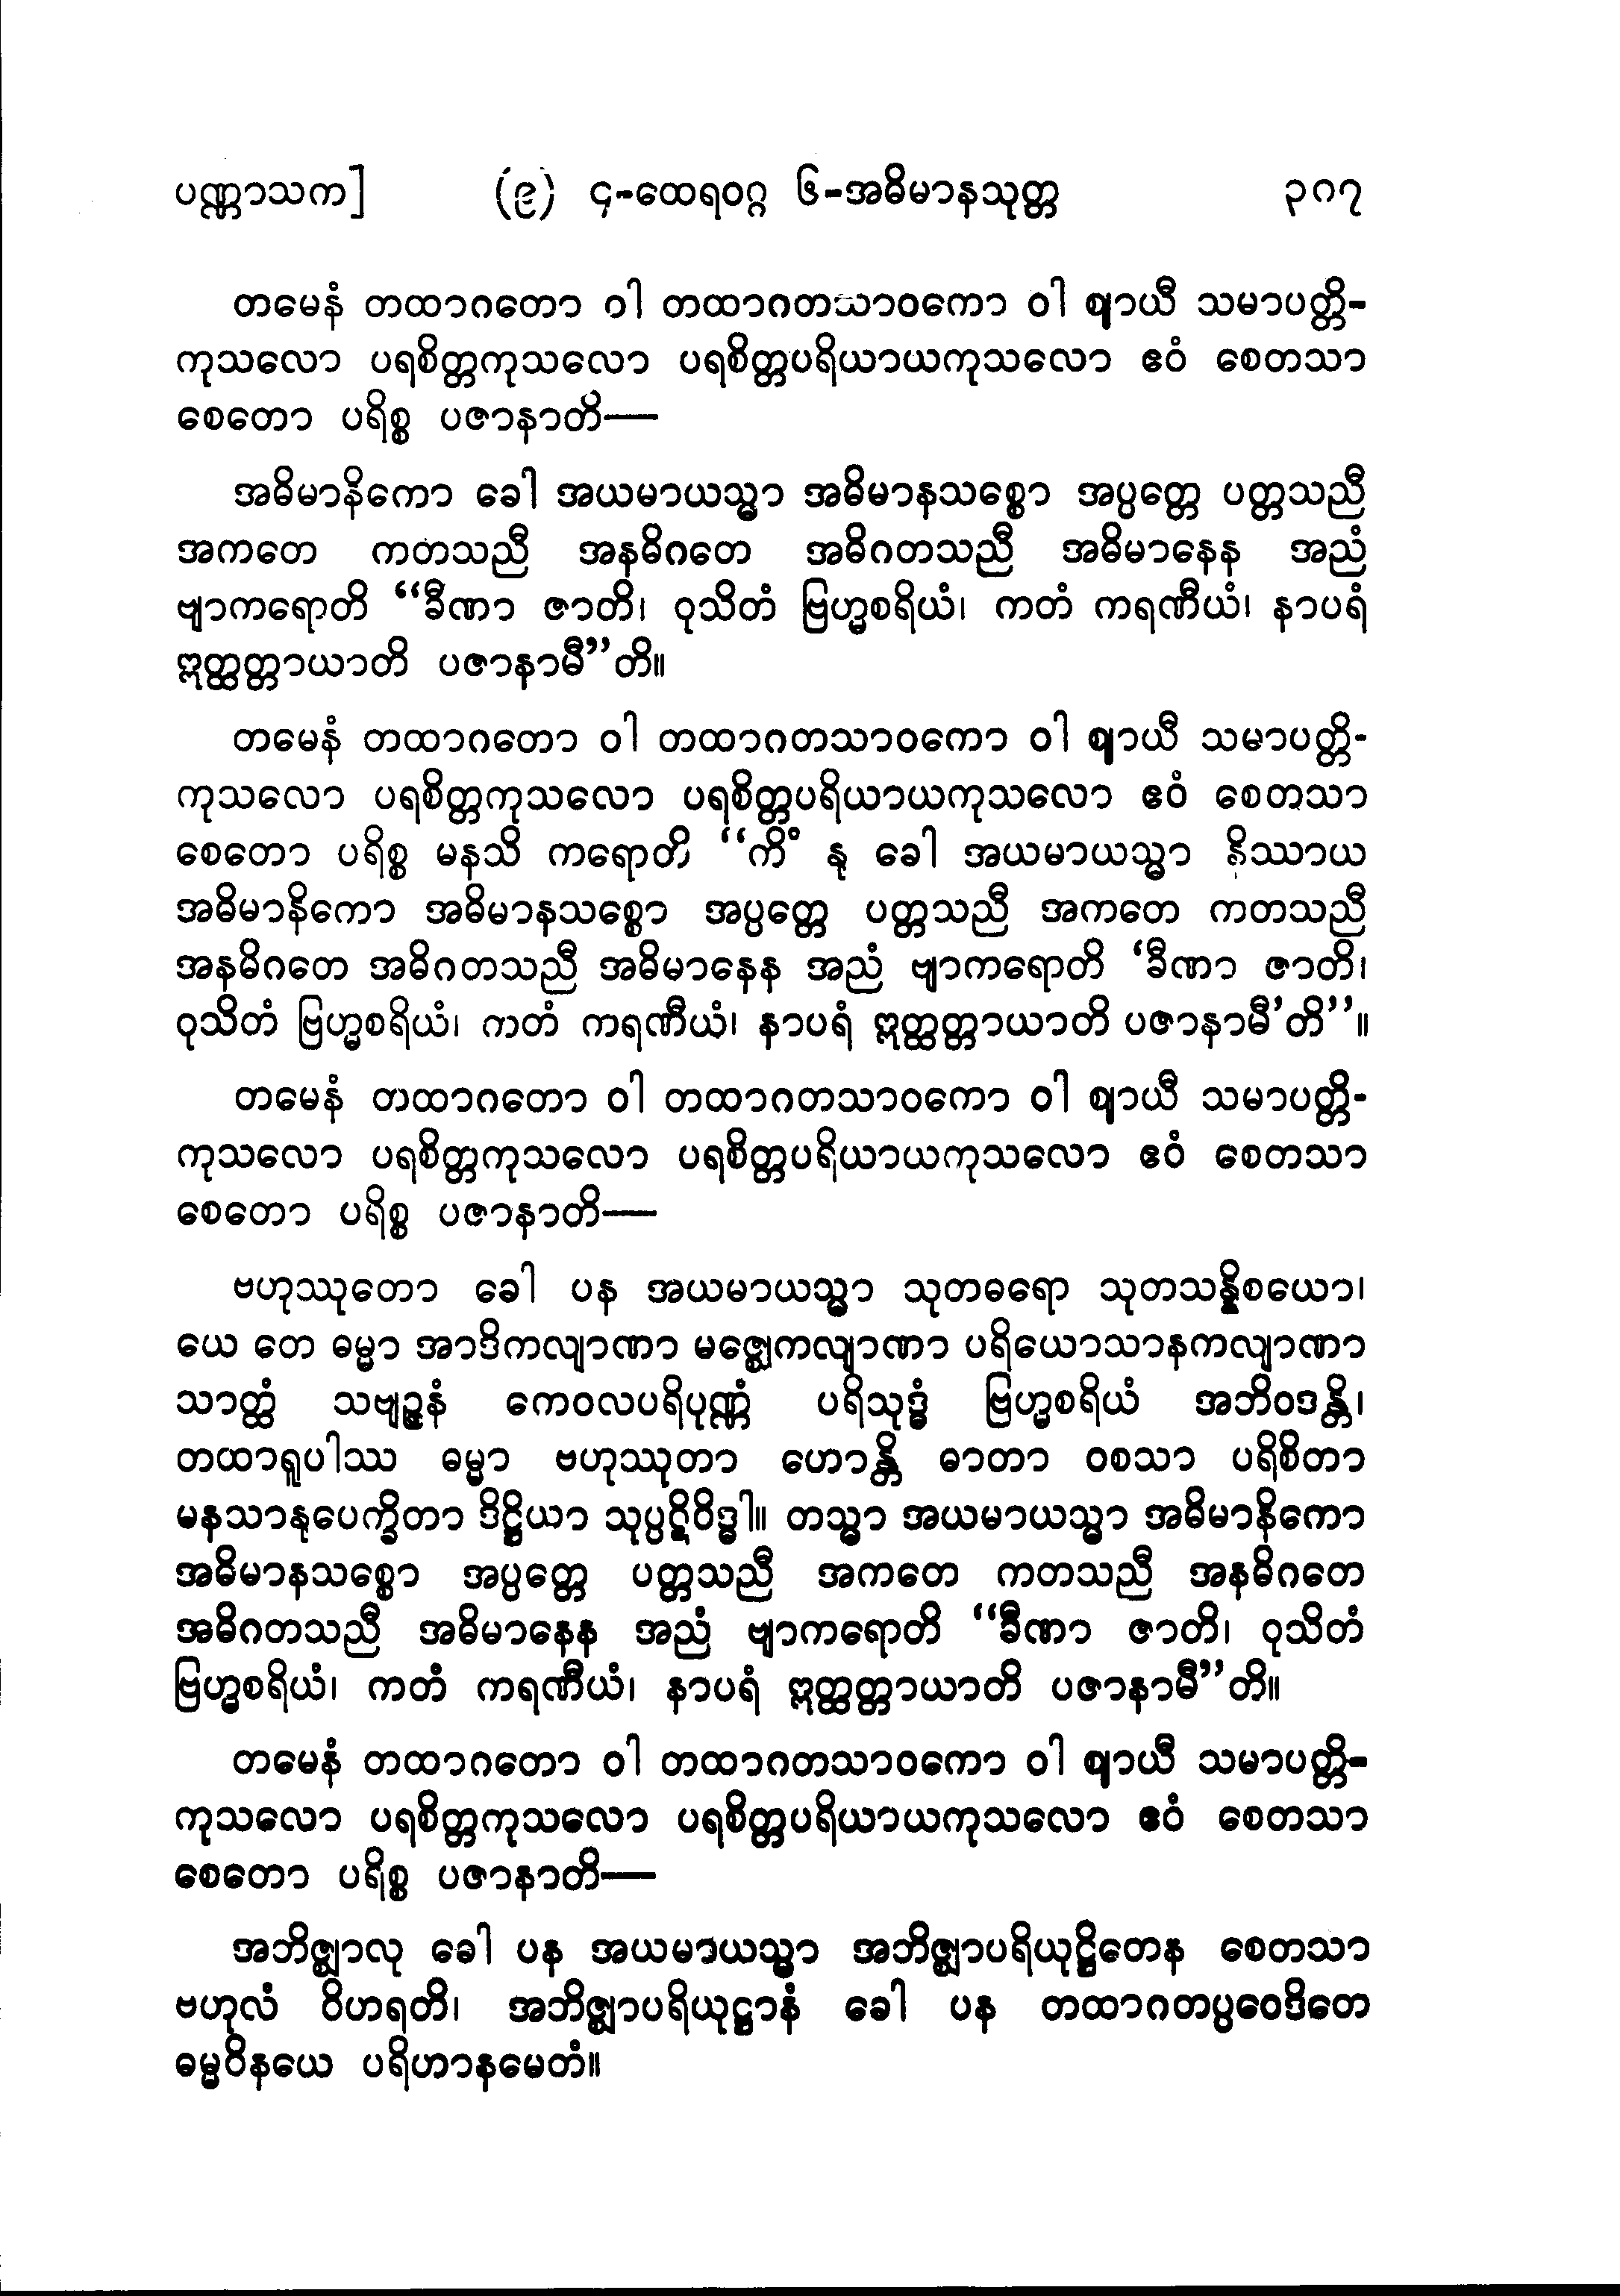 ပဏ္ဏာသက] (၉) ၄-ထေရဝဂ္ဂ ၆-အဓိမာနသုတ္တ ၃၈၇
တမေနံ တထာဂတော ဝါ တထာဂတသာဝကော ဝါ ဈာယီ သမာပတ္တိ-
ကုသလော ပရစိတ္တကုသလော ပရစိတ္တပရိယာယကုသလော ဧဝံ စေတသာ
စေတော ပရိစ္စ ပဇာနာတိ—
အဓိမာနိကော ခေါ အယမာယသ္မာ အဓိမာနသစ္စော အပ္ပတ္တေ ပတ္တသညီ
အကတေ ကတသညီ အနဓိဂတေ အဓိဂတသညီ အဓိမာနေန အညံ
ဗျာကရောတိ “ခီဏာ ဇာတိ၊ ဝုသိတံ ဗြဟ္မစရိယံ၊ ကတံ ကရဏီယံ၊ နာပရံ
ဣတ္ထတ္တာယာတိ ပဇာနာမီ”တိ။
တမေနံ တထာဂတော ဝါ တထာဂတသာဝကော ဝါ ဈာယီ သမာပတ္တိ-
ကုသလော ပရစိတ္တကုသလော ပရစိတ္တပရိယာယကုသလော ဧဝံ စေတသာ
စေတော ပရိစ္စ မနသိ ကရောတိ “ကိံ နု ခေါ အယမာယသ္မာ နိဿာယ
အဓိမာနိကော အဓိမာနသစ္စော အပ္ပတ္တေ ပတ္တသညီ အကတေ ကတသညီ
အနဓိဂတေ အဓိဂတသညီ အဓိမာနေန အညံ ဗျာကရောတိ ‘ခီဏာ ဇာတိ၊
ဝုသိတံ ဗြဟ္မစရိယံ၊ ကတံ ကရဏီယံ၊ နာပရံ ဣတ္ထတ္တာယာတိ ပဇာနာမီ’တိ”။
တမေနံ တထာဂတော ဝါ တထာဂတသာဝကော ဝါ ဈာယီ သမာပတ္တိ-
ကုသလော ပရစိတ္တကုသလော ပရစိတ္တပရိယာယကုသလော ဧဝံ စေတသာ
စေတော ပရိစ္စ ပဇာနာတိ—
ဗဟုဿုတော ခေါ ပန အယမာယသ္မာ သုတဓရော သုတသန္နိစယော၊
ယေ တေ ဓမ္မာ အာဒိကလျာဏာ မဇ္ဈေကလျာဏာ ပရိယောသာနကလျာဏာ
သာတ္ထံ သဗျဉ္ဇနံ ကေဝလပရိပုဏ္ဏံ ပရိသုဒ္ဓံ ဗြဟ္မစရိယံ အဘိဝဒန္တိ၊
တထာရူပါဿ ဓမ္မာ ဗဟုဿုတာ ဟောန္တိ ဓာတာ ဝစသာ ပရိစိတာ
မနသာနုပေက္ခိတာ ဒိဋ္ဌိယာ သုပ္ပဋိဝိဒ္ဓါ။ တသ္မာ အယမာယသ္မာ အဓိမာနိကော
အဓိမာနသစ္စော အပ္ပတ္တေ ပတ္တသညီ အကတေ ကတသညီ အနဓိဂတေ
အဓိဂတသညီ အဓိမာနေန အညံ ဗျာကရောတိ “ခီဏာ ဇာတိ၊ ဝုသိတံ
ဗြဟ္မစရိယံ၊ ကတံ ကရဏီယံ၊ နာပရံ ဣတ္ထတ္တာယာတိ ပဇာနာမီ”တိ။
တမေနံ တထာဂတော ဝါ တထာဂတသာဝကော ဝါ ဈာယီ သမာပတ္တိ-
ကုသလော ပရစိတ္တကုသလော ပရစိတ္တပရိယာယကုသလော ဧဝံ စေတသာ
စေတော ပရိစ္စ ပဇာနာတိ—
အဘိဇ္ဈာလု ခေါ ပန အယမာယသ္မာ အဘိဇ္ဈာပရိယုဋ္ဌိတေန စေတသာ
ဗဟုလံ ဝိဟရတိ၊ အဘိဇ္ဈာပရိယုဋ္ဌာနံ ခေါ ပန တထာဂတပ္ပဝေဒိတေ
ဓမ္မဝိနယေ ပရိဟာနမေတံ။